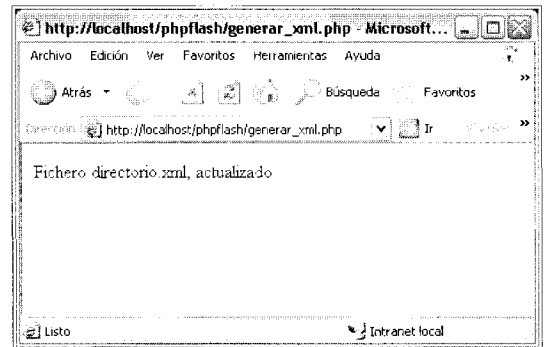 http://localhost/phpflash/generar_xml.php - Microsoft...
Archivo Edición Ver Favoritos Herramientas Ayuda
Atrás Búsqueda Favoritos »
Dirección http://localhost/phpflash/generar_xml.php Ir »
Fichero directorio.xml, actualizado
Listo Intranet local